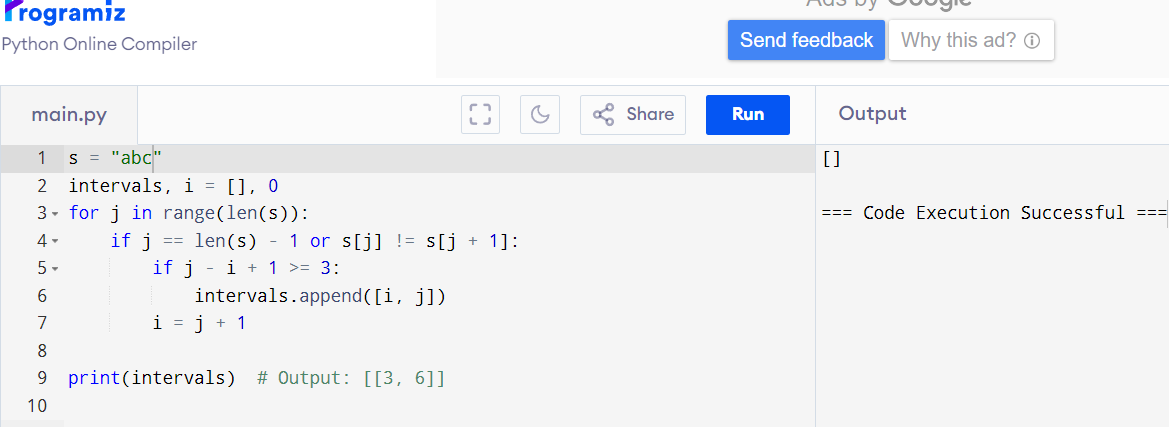 Programiz
Python Online Compiler
Ads by Google
Send feedback
Why this ad?
main.py
Share
Run
Output
1 s = "abc"
2 intervals, i = [], 0
3 for j in range(len(s)):
4     if j == len(s) - 1 or s[j] != s[j + 1]:
5         if j - i + 1 >= 3:
6             intervals.append([i, j])
7         i = j + 1
8
9 print(intervals)  # Output: [[3, 6]]
10
[]
=== Code Execution Successful ===